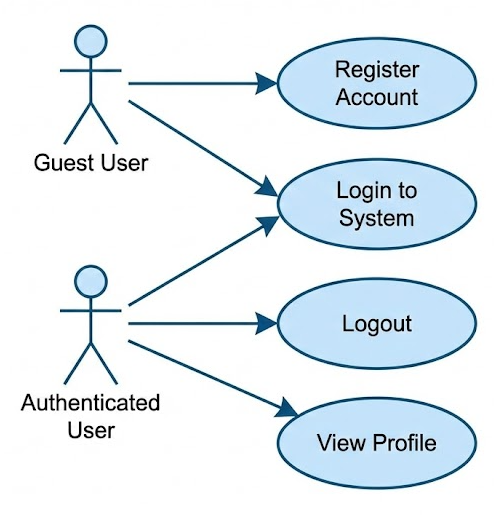 Register
Account
Guest User
Login to
System
Logout
Authenticated
User
View Profile